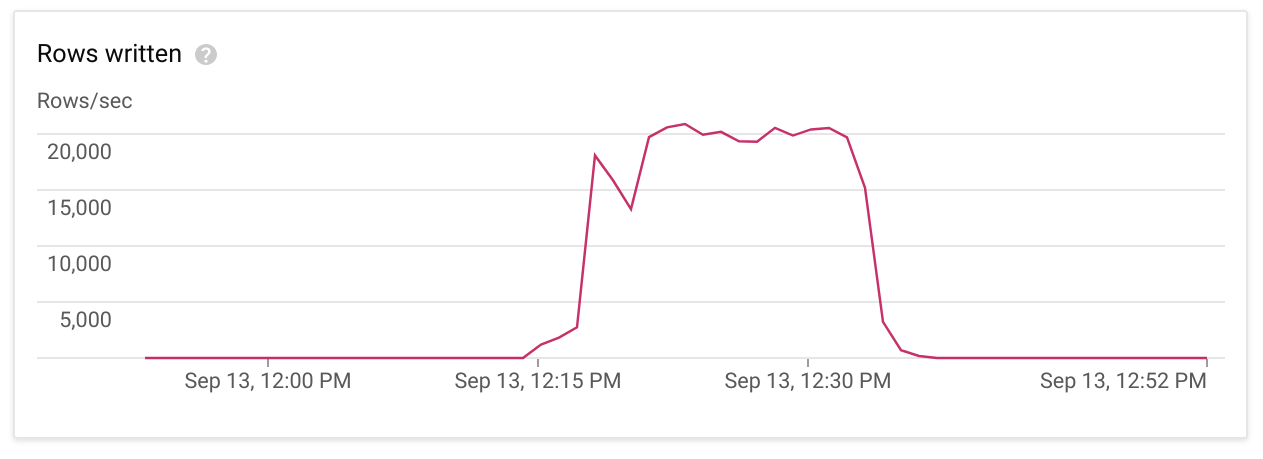 Rows written ?
Rows/sec
20,000
15,000
10,000
5,000
Sep 13, 12:00 PM Sep 13, 12:15 PM Sep 13, 12:30 PM Sep 13, 12:52 PM